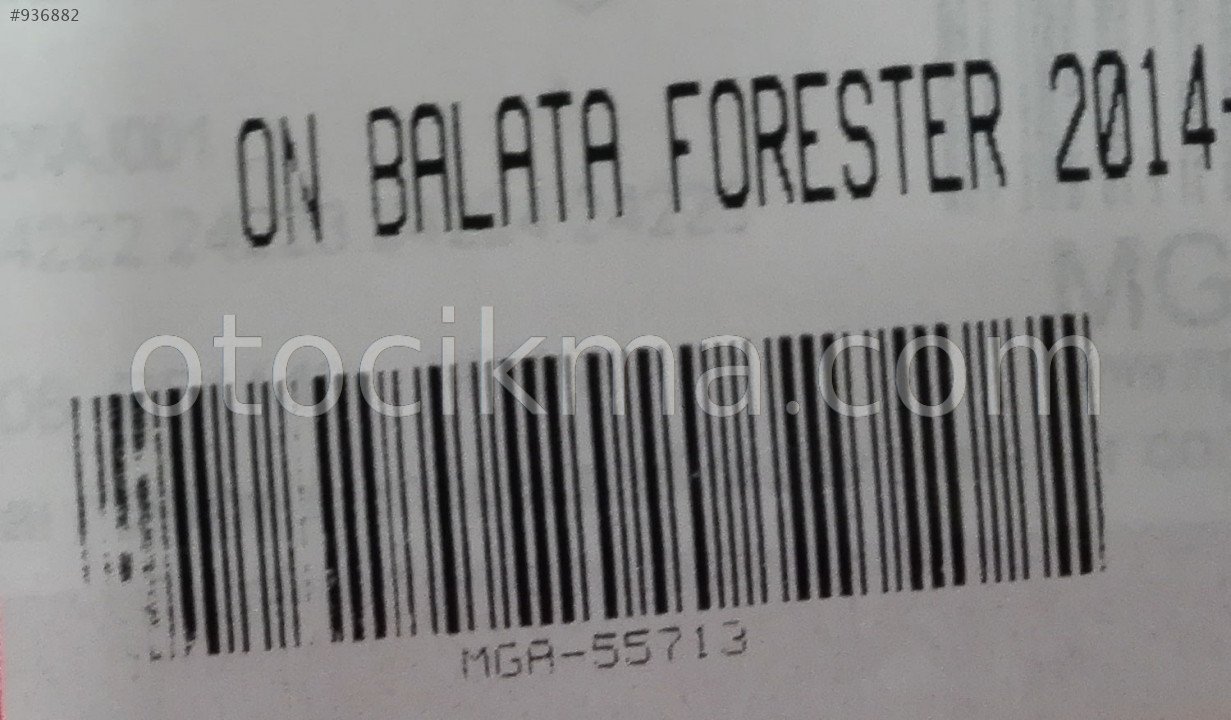 #936882
ON BALATA FORESTER 2014-
otocikma.com
MGA-55713